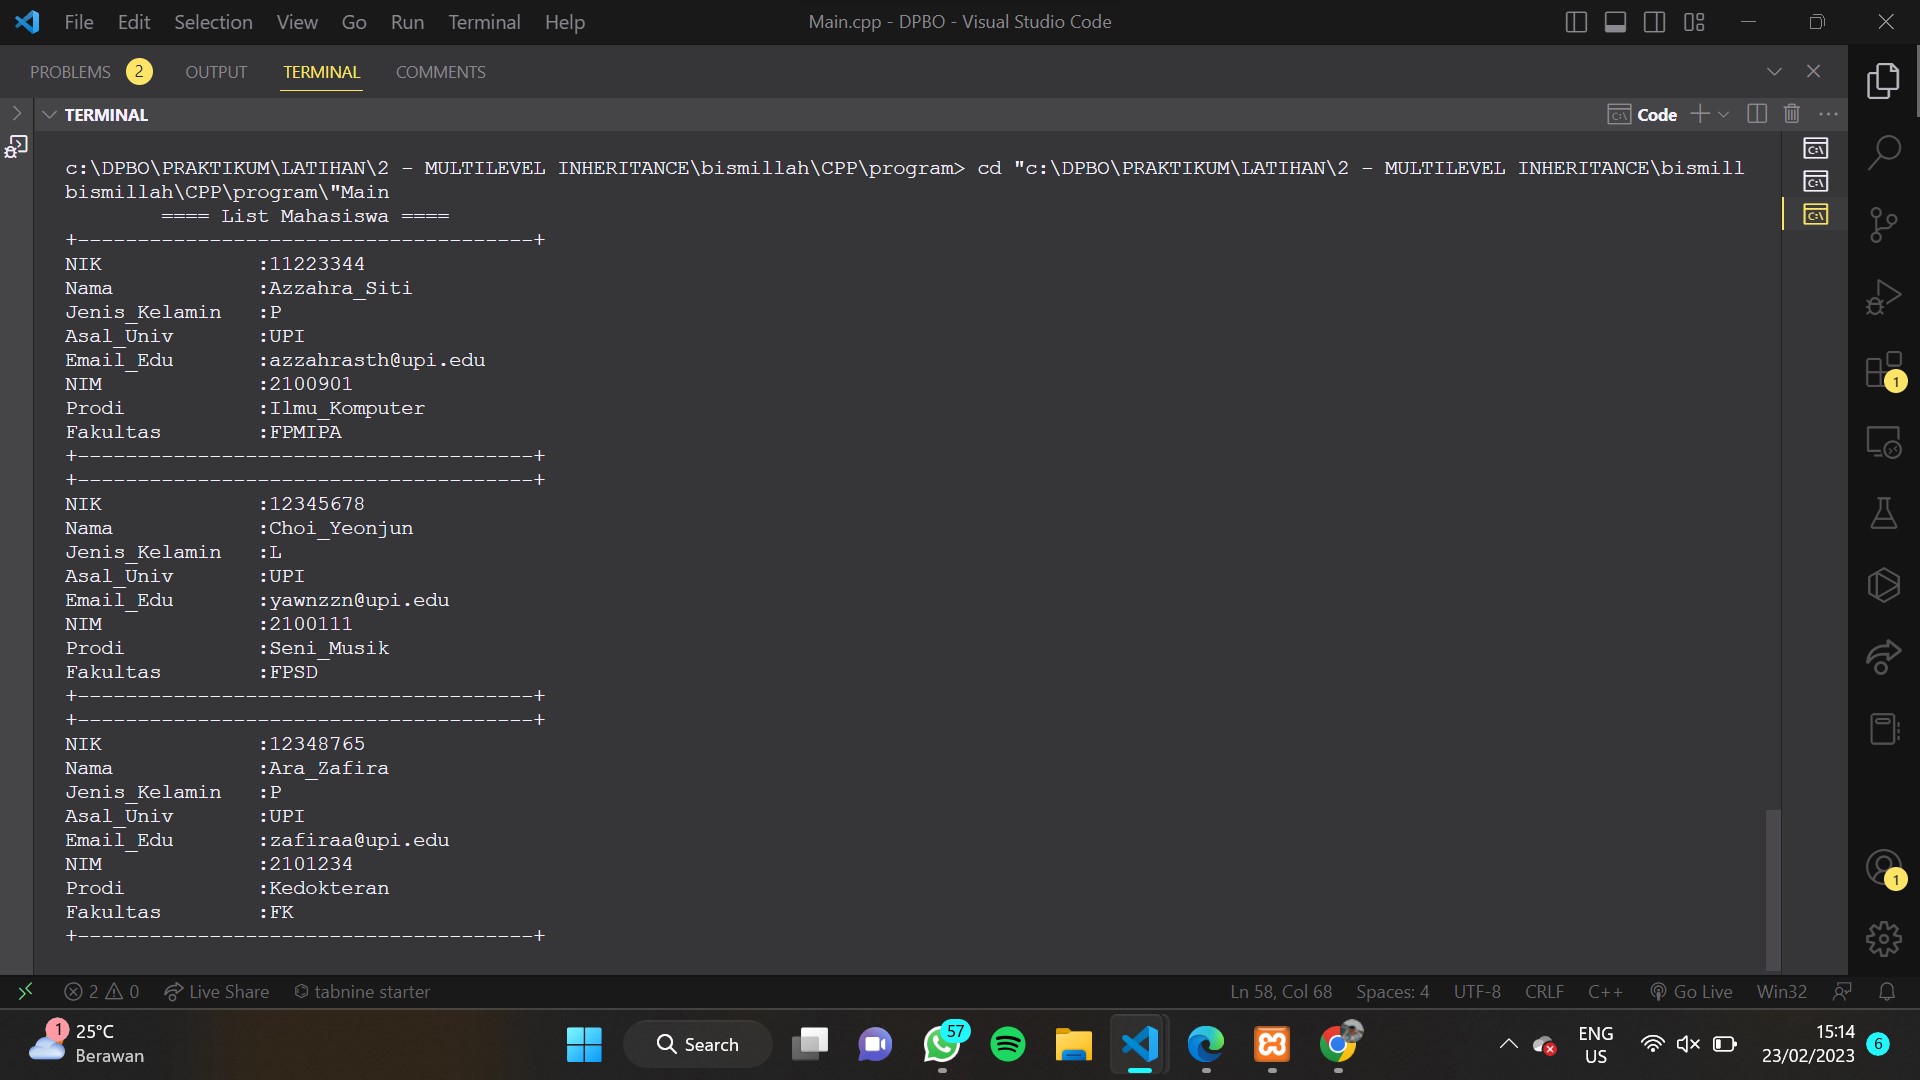 File Edit Selection View Go Run Terminal Help Main.cpp - DPBO - Visual Studio Code
PROBLEMS 2 OUTPUT TERMINAL COMMENTS
TERMINAL Code
c:\DPBO\PRAKTIKUM\LATIHAN\2 - MULTILEVEL INHERITANCE\bismillah\CPP\program> cd "c:\DPBO\PRAKTIKUM\LATIHAN\2 - MULTILEVEL INHERITANCE\bismill
bismillah\CPP\program\"Main
==== List Mahasiswa ====
+--------------------------------------+
NIK :11223344
Nama :Azzahra_Siti
Jenis_Kelamin :P
Asal_Univ :UPI
Email_Edu :azzahrasth@upi.edu
NIM :2100901
Prodi :Ilmu_Komputer
Fakultas :FPMIPA
+--------------------------------------+
+--------------------------------------+
NIK :12345678
Nama :Choi_Yeonjun
Jenis_Kelamin :L
Asal_Univ :UPI
Email_Edu :yawnzzn@upi.edu
NIM :2100111
Prodi :Seni_Musik
Fakultas :FPSD
+--------------------------------------+
+--------------------------------------+
NIK :12348765
Nama :Ara_Zafira
Jenis_Kelamin :P
Asal_Univ :UPI
Email_Edu :zafiraa@upi.edu
NIM :2101234
Prodi :Kedokteran
Fakultas :FK
+--------------------------------------+
1
1
2 0 Live Share tabnine starter Ln 58, Col 68 Spaces: 4 UTF-8 CRLF C++ Go Live Win32
1 25°C
Berawan
Search
57
ENG
US
15:14
23/02/2023
6